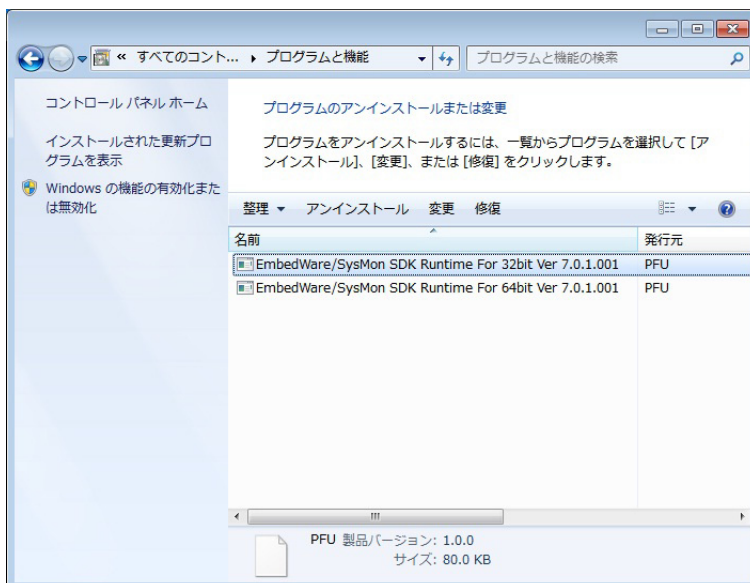 « すべてのコント... ▸ プログラムと機能
プログラムと機能の検索
コントロール パネル ホーム
インストールされた更新プロ
グラムを表示
Windows の機能の有効化また
は無効化
プログラムのアンインストールまたは変更
プログラムをアンインストールするには、一覧からプログラムを選択して [ア
ンインストール]、[変更]、または [修復] をクリックします。
整理 ▼ アンインストール 変更 修復
名前 発行元
EmbedWare/SysMon SDK Runtime For 32bit Ver 7.0.1.001 PFU
EmbedWare/SysMon SDK Runtime For 64bit Ver 7.0.1.001 PFU
PFU 製品バージョン: 1.0.0
サイズ: 80.0 KB